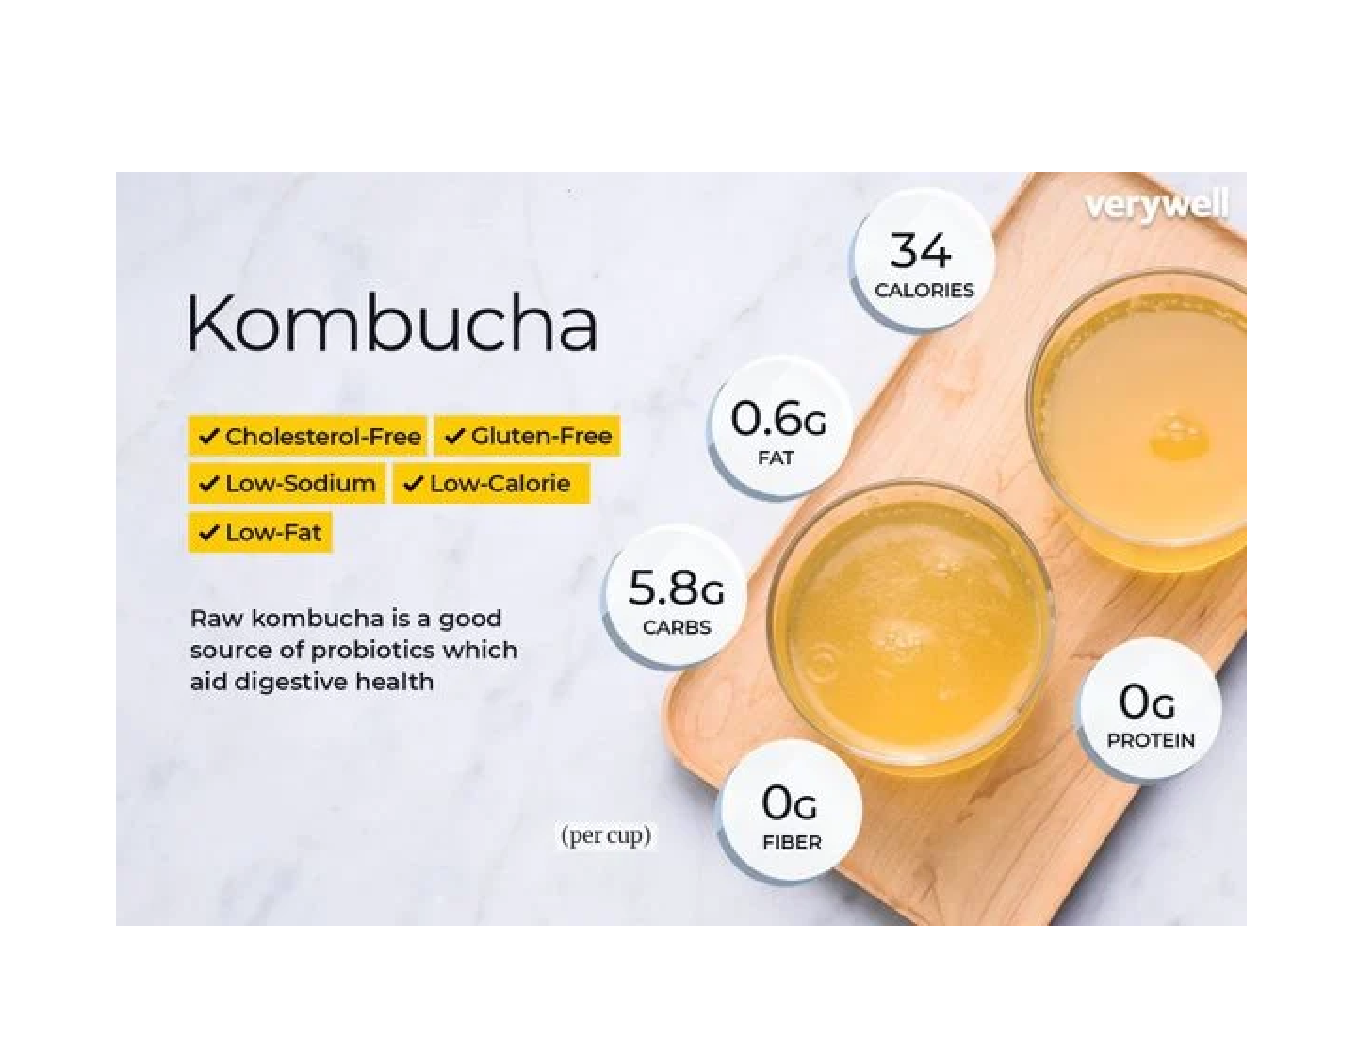 verywell
34
CALORIES
Kombucha
0.6G
FAT
✓ Cholesterol-Free ✓ Gluten-Free
✓ Low-Sodium ✓ Low-Calorie
✓ Low-Fat
5.8G
CARBS
Raw kombucha is a good
source of probiotics which
aid digestive health
0G
PROTEIN
0G
FIBER
(per cup)